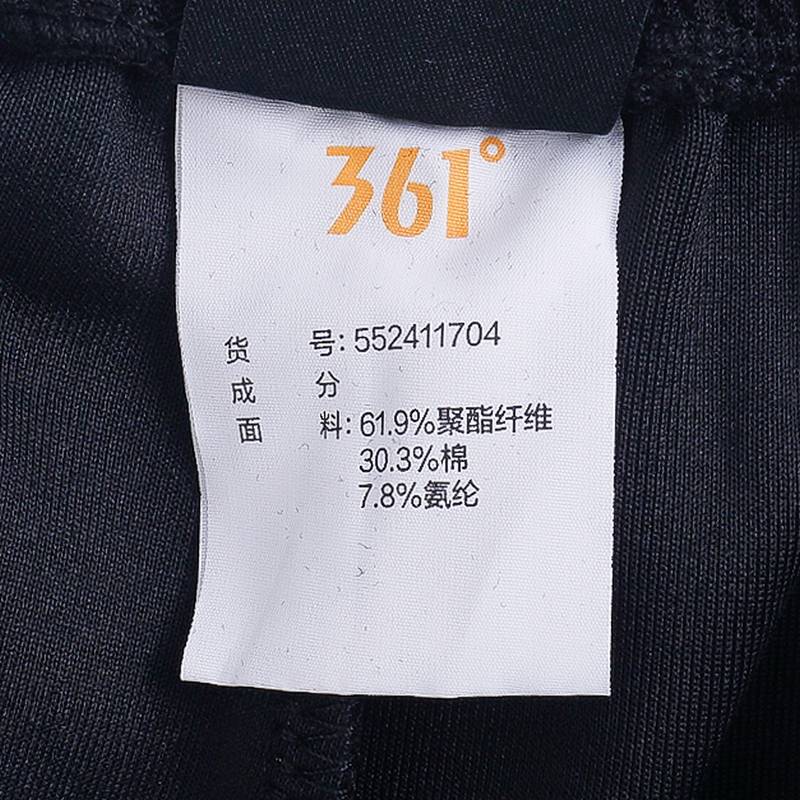 361°
货 号: 552411704
成 分
面 料: 61.9%聚酯纤维
30.3%棉
7.8%氨纶